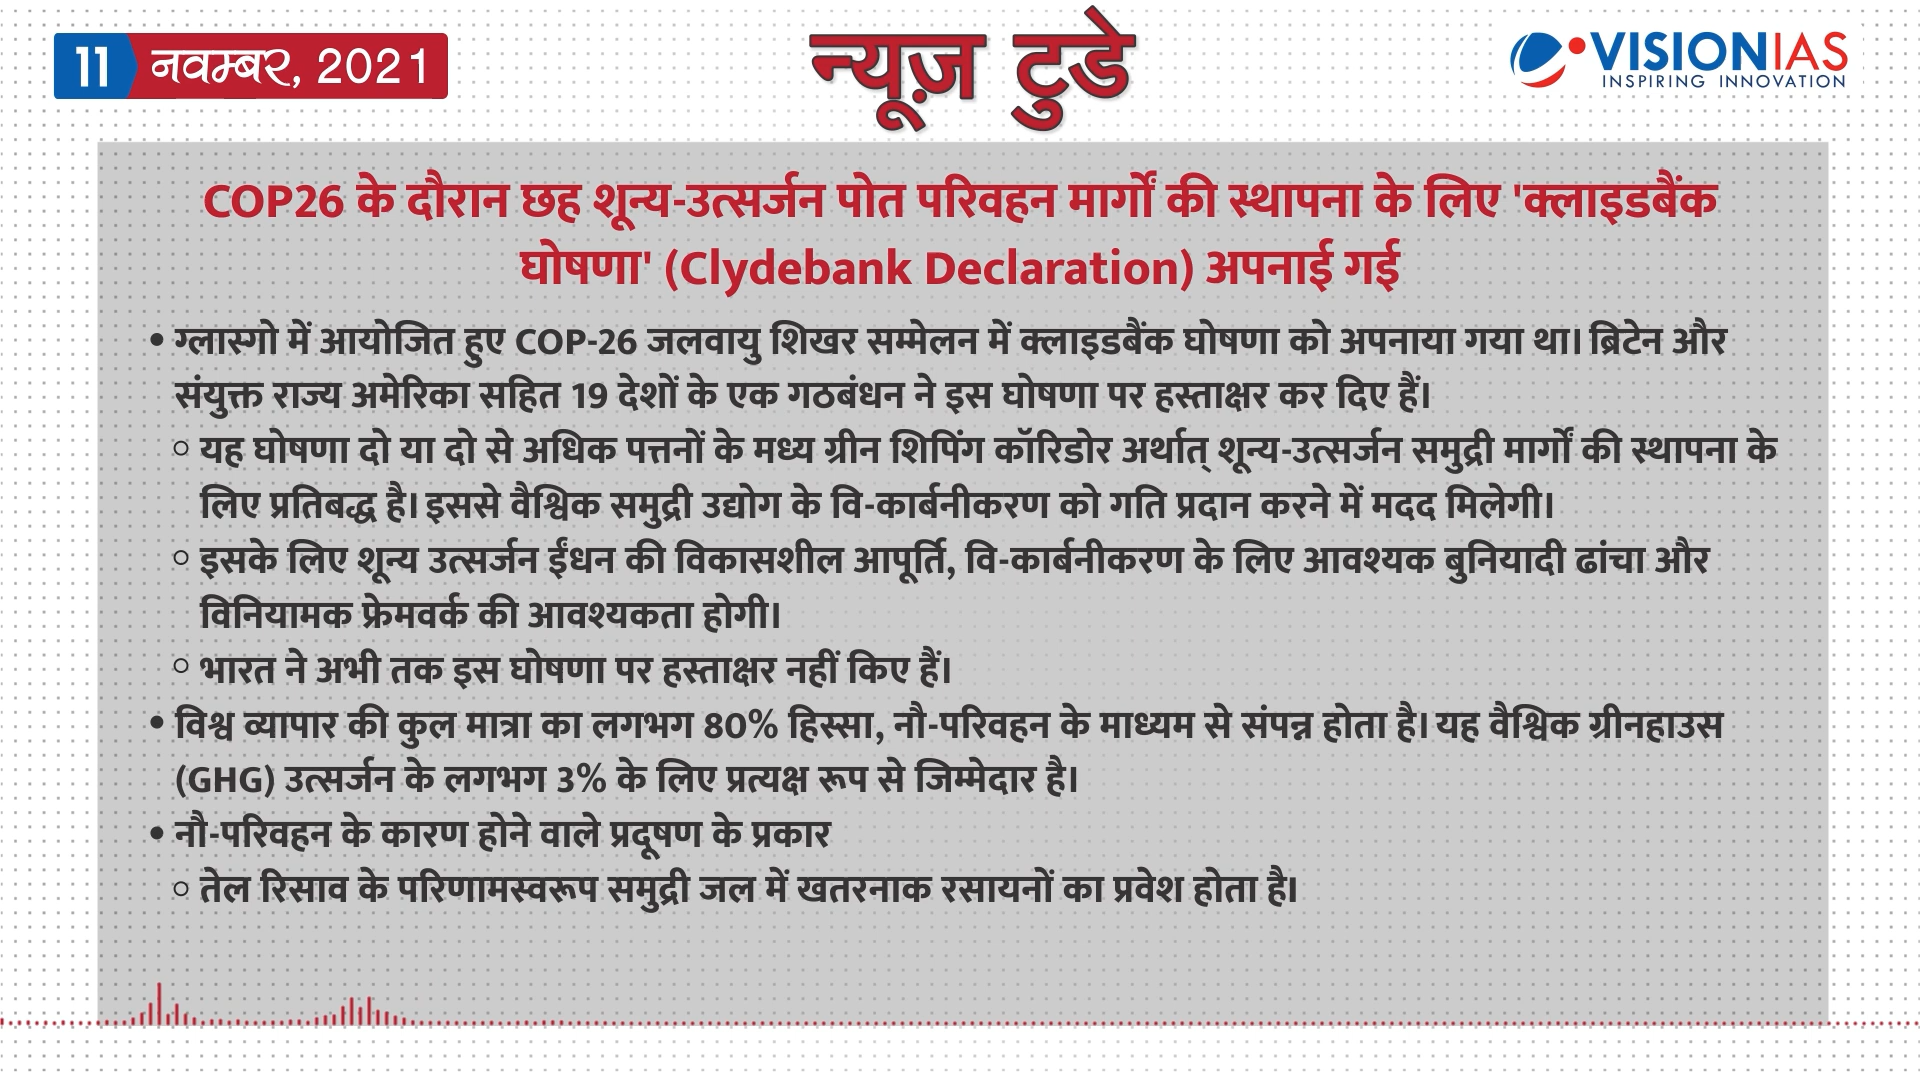 11 नवम्बर, 2021
न्यूज़ टुडे
VISIONIAS
INSPIRING INNOVATION
COP26 के दौरान छह शून्य-उत्सर्जन पोत परिवहन मार्गों की स्थापना के लिए 'क्लाइडबैंक
घोषणा' (Clydebank Declaration) अपनाई गई
• ग्लास्गो में आयोजित हुए COP-26 जलवायु शिखर सम्मेलन में क्लाइडबैंक घोषणा को अपनाया गया था। ब्रिटेन और
संयुक्त राज्य अमेरिका सहित 19 देशों के एक गठबंधन ने इस घोषणा पर हस्ताक्षर कर दिए हैं।
○ यह घोषणा दो या दो से अधिक पत्तनों के मध्य ग्रीन शिपिंग कॉरिडोर अर्थात् शून्य-उत्सर्जन समुद्री मार्गों की स्थापना के
लिए प्रतिबद्ध है। इससे वैश्विक समुद्री उद्योग के वि-कार्बनीकरण को गति प्रदान करने में मदद मिलेगी।
○ इसके लिए शून्य उत्सर्जन ईंधन की विकासशील आपूर्ति, वि-कार्बनीकरण के लिए आवश्यक बुनियादी ढांचा और
विनियामक फ्रेमवर्क की आवश्यकता होगी।
○ भारत ने अभी तक इस घोषणा पर हस्ताक्षर नहीं किए हैं।
• विश्व व्यापार की कुल मात्रा का लगभग 80% हिस्सा, नौ-परिवहन के माध्यम से संपन्न होता है। यह वैश्विक ग्रीनहाउस
(GHG) उत्सर्जन के लगभग 3% के लिए प्रत्यक्ष रूप से जिम्मेदार है।
• नौ-परिवहन के कारण होने वाले प्रदूषण के प्रकार
○ तेल रिसाव के परिणामस्वरूप समुद्री जल में खतरनाक रसायनों का प्रवेश होता है।